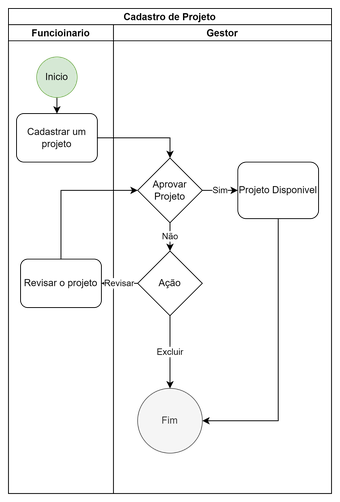 Cadastro de Projeto
Funcioinario
Gestor
Inicio
Cadastrar um
projeto
Aprovar
Projeto
Sim
Projeto Disponivel
Não
Revisar o projeto
Revisar
Ação
Excluir
Fim